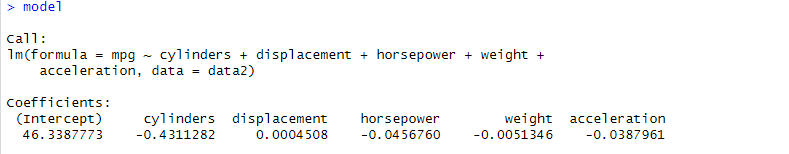 > model
Call:
lm(formula = mpg ~ cylinders + displacement + horsepower + weight +
    acceleration, data = data2)
Coefficients:
 (Intercept)     cylinders  displacement    horsepower        weight  acceleration
  46.3387773    -0.4311282     0.0004508    -0.0456760    -0.0051346    -0.0387961